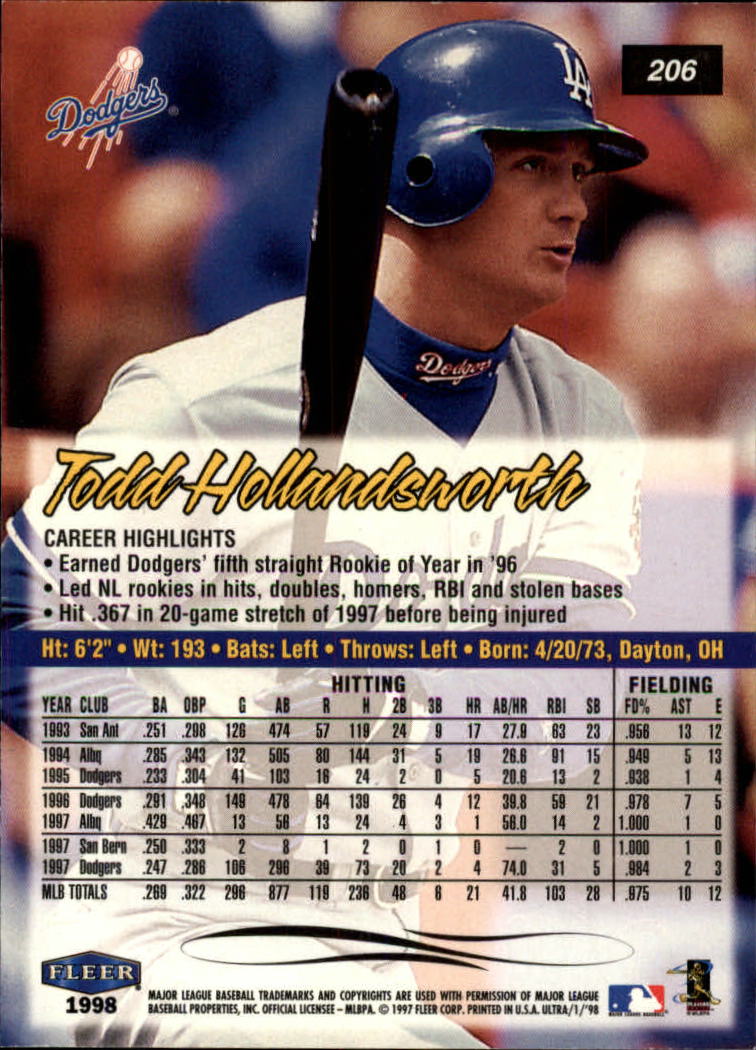 Dodgers
206
LA
Dodgers
Todd Hollandsworth
CAREER HIGHLIGHTS
• Earned Dodgers' fifth straight Rookie of Year in '96
• Led NL rookies in hits, doubles, homers, RBI and stolen bases
• Hit .367 in 20-game stretch of 1997 before being injured
Ht: 6'2" • Wt: 193 • Bats: Left • Throws: Left • Born: 4/20/73, Dayton, OH
HITTING FIELDING
YEAR CLUB BA OBP G AB R H 2B 3B HR AB/HR RBI SB FD% AST E
1993 San Ant .251 .298 126 474 57 119 24 9 17 27.9 63 23 .956 13 12
1994 Albq .285 .343 132 505 80 144 31 5 19 26.6 91 15 .949 5 13
1995 Dodgers .233 .304 41 103 16 24 2 0 5 20.6 13 2 .938 1 4
1996 Dodgers .291 .348 149 478 64 139 26 4 12 39.8 59 21 .978 7 5
1997 Albq .429 .467 13 56 13 24 4 3 1 56.0 14 2 1.000 1 0
1997 San Bern .250 .333 2 8 1 2 0 1 0 — 2 0 1.000 1 0
1997 Dodgers .247 .286 106 296 39 73 20 2 4 74.0 31 5 .984 2 3
MLB TOTALS .269 .322 296 877 119 236 48 6 21 41.8 103 28 .975 10 12
FLEER
1998
MAJOR LEAGUE BASEBALL TRADEMARKS AND COPYRIGHTS ARE USED WITH PERMISSION OF MAJOR LEAGUE
BASEBALL PROPERTIES, INC. OFFICIAL LICENSEE – MLBPA. © 1997 FLEER CORP. PRINTED IN U.S.A. ULTRA/1/'98